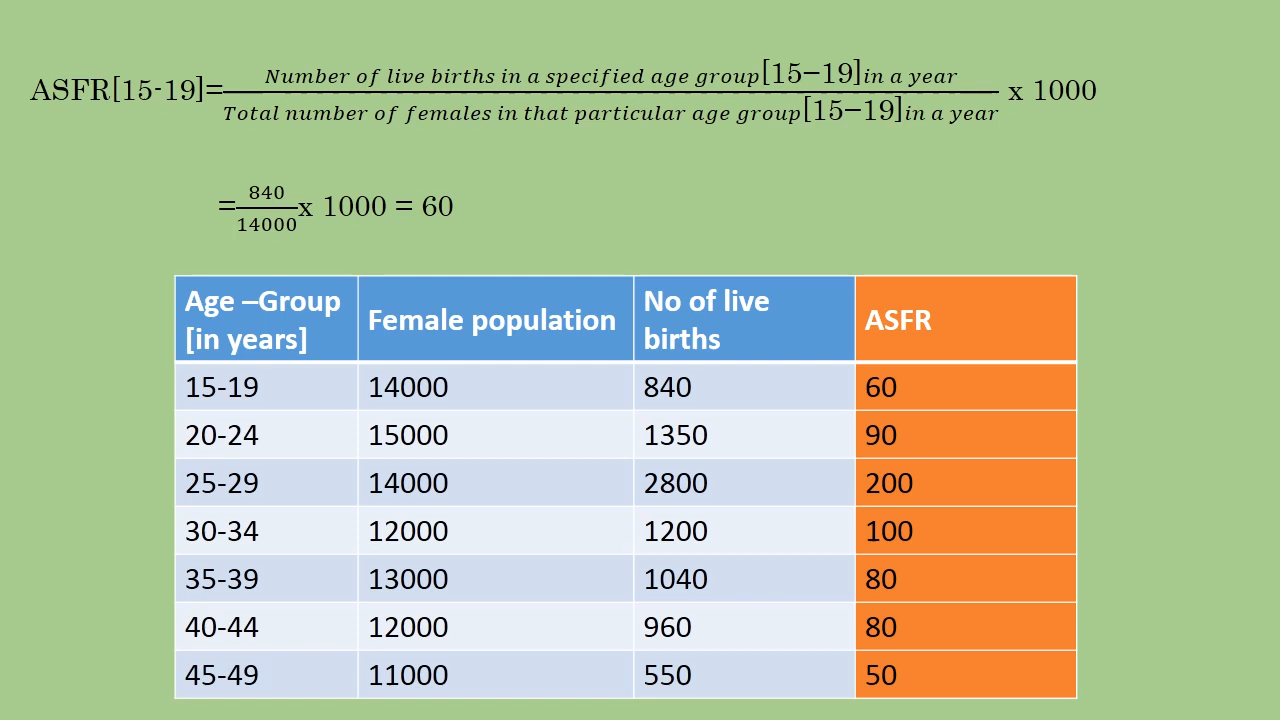 ASFR[15-19]= Number of live births in a specified age group[15−19]in a year / Total number of females in that particular age group[15−19]in a year x 1000
= 840 / 14000 x 1000 = 60
Age –Group [in years] Female population No of live births ASFR
15-19 14000 840 60
20-24 15000 1350 90
25-29 14000 2800 200
30-34 12000 1200 100
35-39 13000 1040 80
40-44 12000 960 80
45-49 11000 550 50